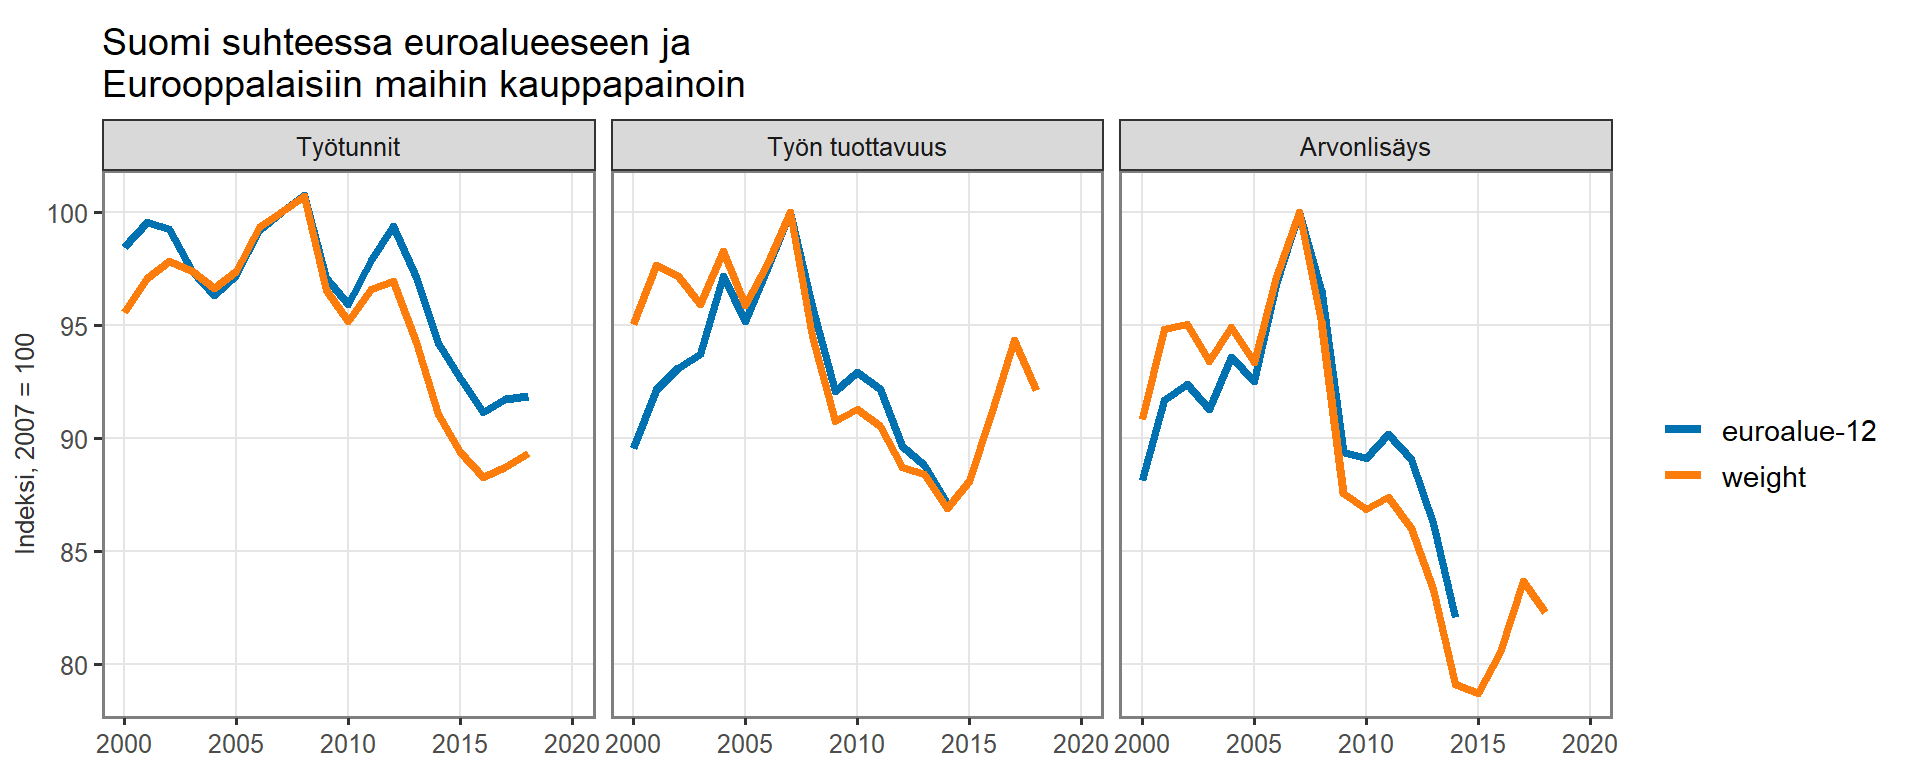 Suomi suhteessa euroalueeseen ja
Eurooppalaisiin maihin kauppapainoin
Työtunnit
Työn tuottavuus
Arvonlisäys
Indeksi, 2007 = 100
100
95
90
85
80
2000 2005 2010 2015 2020
2000 2005 2010 2015 2020
2000 2005 2010 2015 2020
euroalue-12
weight